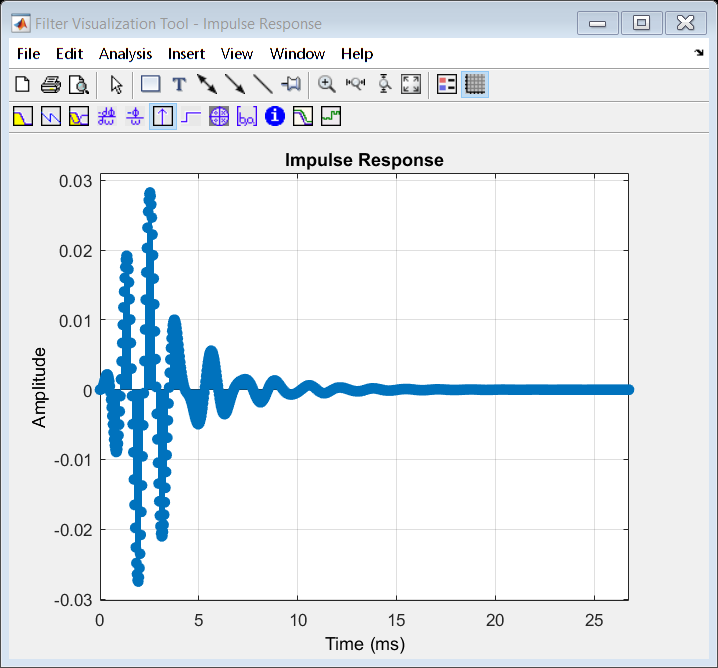 Filter Visualization Tool - Impulse Response
File Edit Analysis Insert View Window Help
T
[b,a] i
Impulse Response
0.03
0.02
0.01
0
-0.01
-0.02
-0.03
Amplitude
0 5 10 15 20 25
Time (ms)